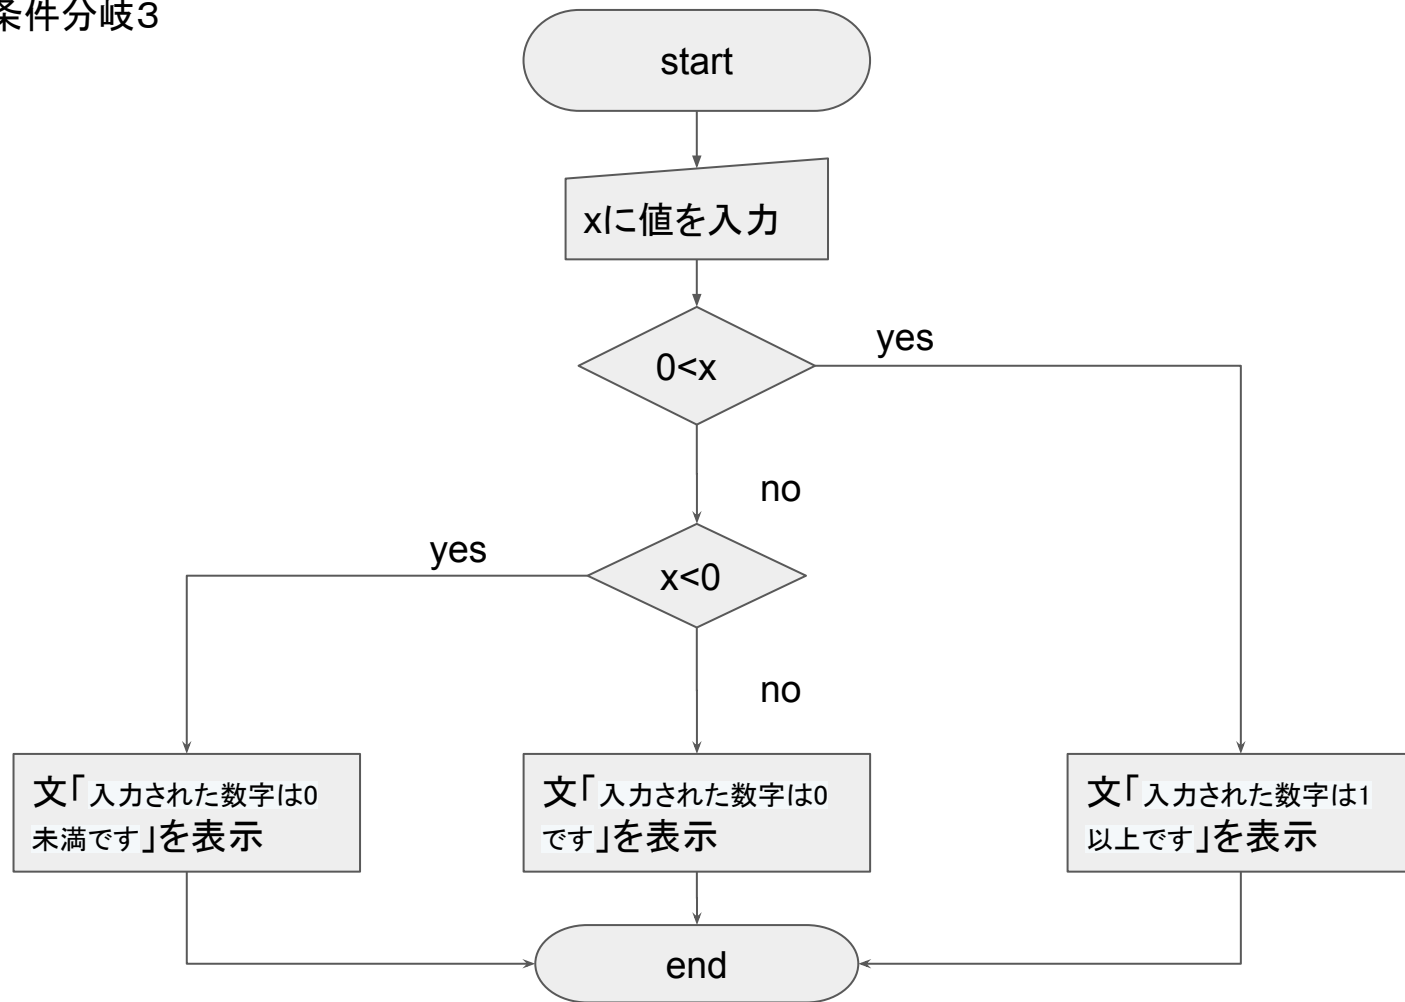 条件分岐３
start
xに値を入力
0<x
yes
no
yes
x<0
no
文「入力された数字は0
未満です」を表示
文「入力された数字は0
です」を表示
文「入力された数字は1
以上です」を表示
end